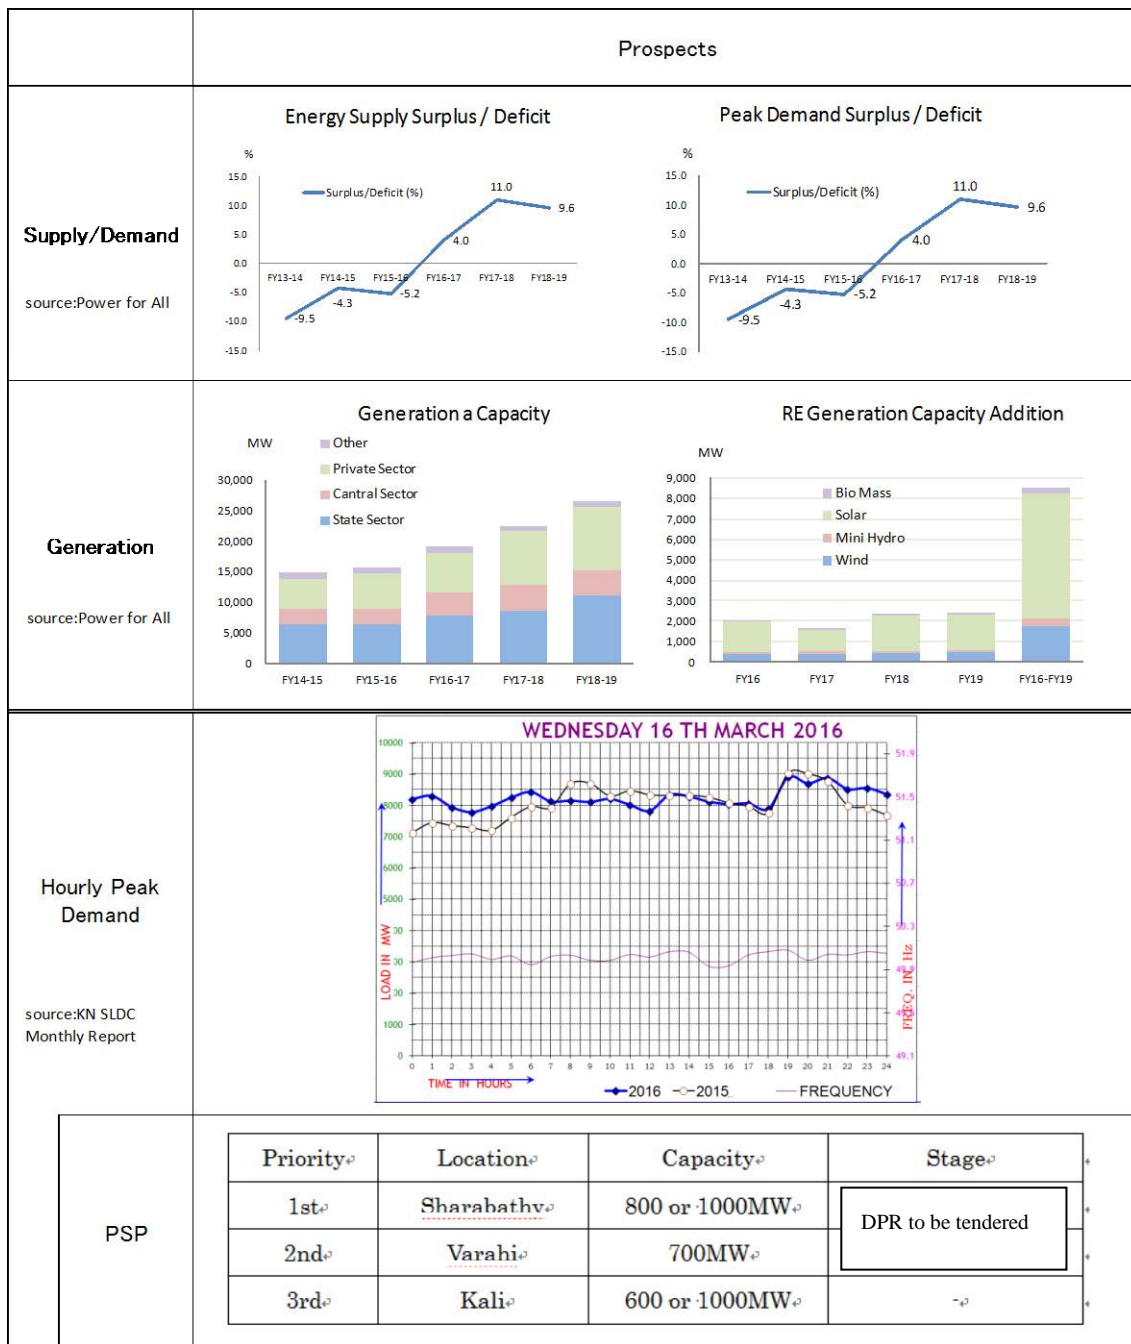 Prospects
Supply/Demand
source:Power for All
Energy Supply Surplus / Deficit
%
15.0
10.0
5.0
0.0
-5.0
-10.0
-15.0
Surplus/Deficit (%)
FY13-14 FY14-15 FY15-16 FY16-17 FY17-18 FY18-19
-9.5
-4.3
-5.2
4.0
11.0
9.6
Peak Demand Surplus / Deficit
%
15.0
10.0
5.0
0.0
-5.0
-10.0
-15.0
Surplus/Deficit (%)
FY13-14 FY14-15 FY15-16 FY16-17 FY17-18 FY18-19
-9.5
-4.3
-5.2
4.0
11.0
9.6
Generation
source:Power for All
Generation a Capacity
MW
Other
Private Sector
Cantral Sector
State Sector
30,000
25,000
20,000
15,000
10,000
5,000
0
FY14-15 FY15-16 FY16-17 FY17-18 FY18-19
RE Generation Capacity Addition
MW
Bio Mass
Solar
Mini Hydro
Wind
9,000
8,000
7,000
6,000
5,000
4,000
3,000
2,000
1,000
0
FY16 FY17 FY18 FY19 FY16-FY19
Hourly Peak
Demand
source:KN SLDC
Monthly Report
WEDNESDAY 16 TH MARCH 2016
10000
9000
8000
7000
6000
5000
1000
0
LOAD IN MW
51.9
51.5
51.1
50.7
50.3
49.9
49.1
FREQ. IN Hz
0 1 2 3 4 5 6 7 8 9 10 11 12 13 14 15 16 17 18 19 20 21 22 23 24
TIME IN HOURS
2016 2015 FREQUENCY
PSP
Priority Location Capacity Stage
1st Sharabathy 800 or 1000MW
DPR to be tendered
2nd Varahi 700MW
3rd Kali 600 or 1000MW -